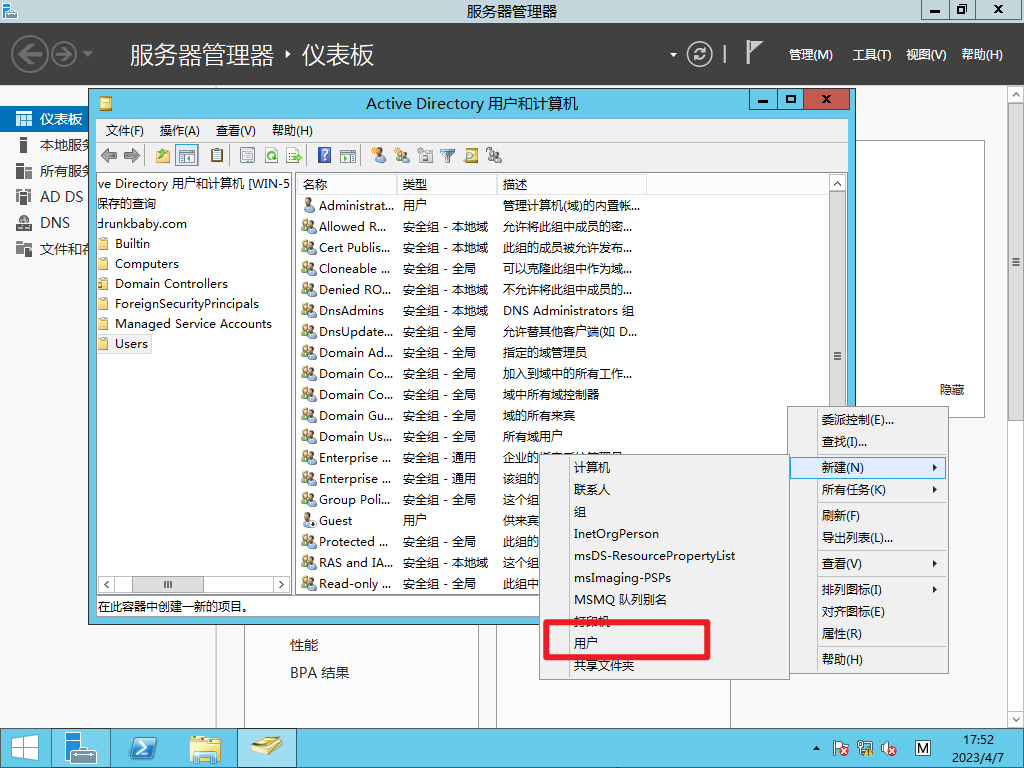 服务器管理器
服务器管理器 ‣ 仪表板
管理(M) 工具(T) 视图(V) 帮助(H)
仪表板
本地服务
所有服务
AD DS
DNS
文件和存
Active Directory 用户和计算机
文件(F) 操作(A) 查看(V) 帮助(H)
ve Directory 用户和计算机 [WIN-5
保存的查询
drunkbaby.com
Builtin
Computers
Domain Controllers
ForeignSecurityPrincipals
Managed Service Accounts
Users
名称 类型 描述
Administrat... 用户 管理计算机(域)的内置帐...
Allowed R... 安全组 - 本地域 允许将此组中成员的密...
Cert Publis... 安全组 - 本地域 此组的成员被允许发布...
Cloneable ... 安全组 - 全局 可以克隆此组中作为域...
Denied RO... 安全组 - 本地域 不允许将此组中成员的...
DnsAdmins 安全组 - 本地域 DNS Administrators 组
DnsUpdate... 安全组 - 全局 允许替其他客户端(如 D...
Domain Ad... 安全组 - 全局 指定的域管理员
Domain Co... 安全组 - 全局 加入到域中的所有工作...
Domain Co... 安全组 - 全局 域中所有域控制器
Domain Gu... 安全组 - 全局 域的所有来宾
Domain Us... 安全组 - 全局 所有域用户
Enterprise ... 安全组 - 通用 企业的指定系统管理员
Enterprise ... 安全组 - 通用 该组的
Group Poli... 安全组 - 全局 这个组
Guest 用户 供来宾
Protected ... 安全组 - 全局 此组的
RAS and IA... 安全组 - 本地域 这个组
Read-only ... 安全组 - 全局 此组中
在此容器中创建一新的项目。
隐藏
委派控制(E)...
查找(I)...
新建(N)
所有任务(K)
刷新(F)
导出列表(L)...
查看(V)
排列图标(I)
对齐图标(E)
属性(R)
帮助(H)
计算机
联系人
组
InetOrgPerson
msDS-ResourcePropertyList
msImaging-PSPs
MSMQ 队列别名
打印机
用户
共享文件夹
性能
BPA 结果
M
17:52
2023/4/7